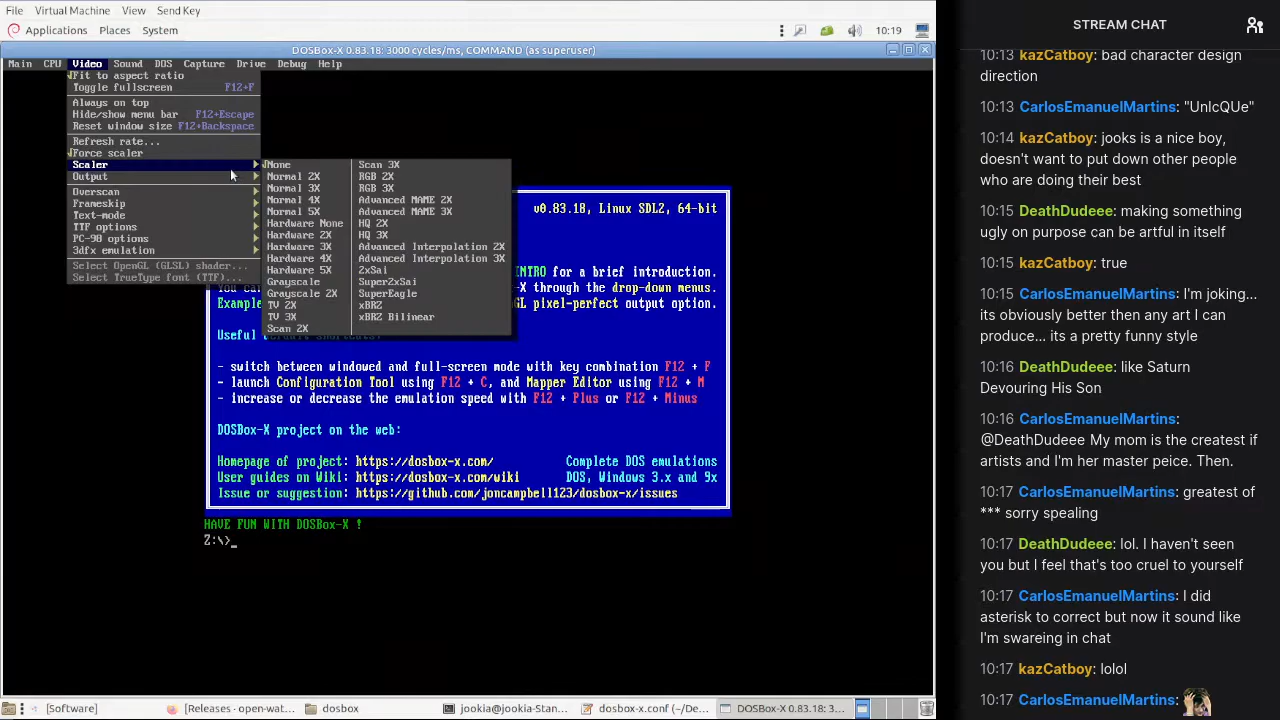 File Virtual Machine View Send Key
Applications Places System 10:19
DOSBox-X 0.83.18: 3000 cycles/ms, COMMAND (as superuser)
Main CPU Video Sound DOS Capture Drive Debug Help
Fit to aspect ratio
Toggle fullscreen F12+F
Always on top
Hide/show menu bar F12+Escape
Reset window size F12+Backspace
Refresh rate...
Force scaler
Scaler
Output
Overscan
Frameskip
Text-mode
TTF options
PC-98 options
3dfx emulation
Select OpenGL (GLSL) shader...
Select TrueType font (TTF)...
None
Normal 2X
Normal 3X
Normal 4X
Normal 5X
Hardware None
Hardware 2X
Hardware 3X
Hardware 4X
Hardware 5X
Grayscale
Grayscale 2X
TV 2X
TV 3X
Scan 2X
Scan 3X
RGB 2X
RGB 3X
Advanced MAME 2X
Advanced MAME 3X
HQ 2X
HQ 3X
Advanced Interpolation 2X
Advanced Interpolation 3X
2xSai
Super2xSai
SuperEagle
xBRZ
xBRZ Bilinear
v0.83.18, Linux SDL2, 64-bit
INTRO for a brief introduction.
You ca X through the drop-down menus.
Example GL pixel-perfect output option.
Useful
- switch between windowed and full-screen mode with key combination F12 + F
- launch Configuration Tool using F12 + C, and Mapper Editor using F12 + M
- increase or decrease the emulation speed with F12 + Plus or F12 + Minus
DOSBox-X project on the web:
Homepage of project: https://dosbox-x.com/ Complete DOS emulations
User guides on Wiki: https://dosbox-x.com/wiki DOS, Windows 3.x and 9x
Issue or suggestion: https://github.com/joncampbell123/dosbox-x/issues
HAVE FUN WITH DOSBox-X !
Z:\>_
[Software] [Releases - open-wat... dosbox jookia@jookia-Stan... dosbox-x.conf (~/De... DOSBox-X 0.83.18: 3...
STREAM CHAT
10:13 kazCatboy: bad character design
direction
10:13 CarlosEmanuelMartins: "UnIcQUe"
10:14 kazCatboy: jooks is a nice boy,
doesn't want to put down other people
who are doing their best
10:15 DeathDudeee: making something
ugly on purpose can be artful in itself
10:15 kazCatboy: true
10:15 CarlosEmanuelMartins: I'm joking...
its obviously better then any art I can
produce... its a pretty funny style
10:16 DeathDudeee: like Saturn
Devouring His Son
10:16 CarlosEmanuelMartins:
@DeathDudeee My mom is the createst if
artists and I'm her master peice. Then.
10:17 CarlosEmanuelMartins: greatest of
*** sorry spealing
10:17 DeathDudeee: lol. I haven't seen
you but I feel that's too cruel to yourself
10:17 CarlosEmanuelMartins: I did
asterisk to correct but now it sound like
I'm swareing in chat
10:17 kazCatboy: lolol
10:17 CarlosEmanuelMartins: